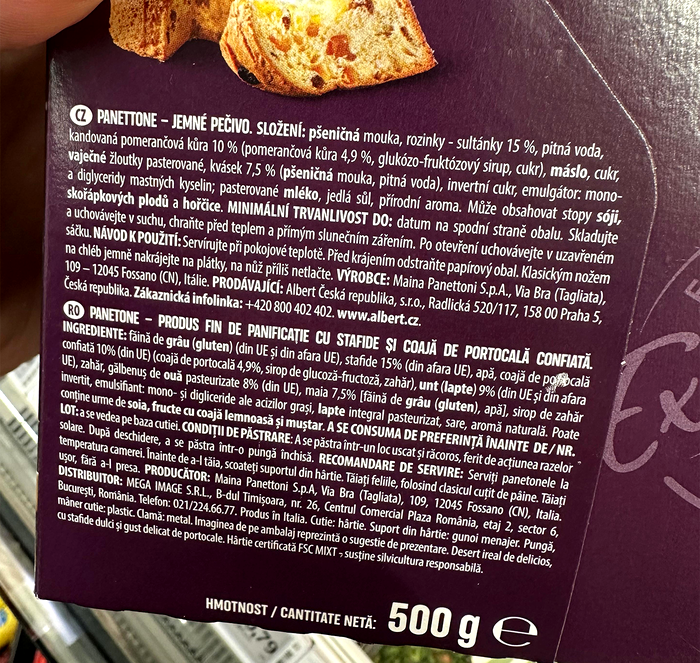 CZ PANETTONE – JEMNÉ PEČIVO. SLOŽENÍ: pšeničná mouka, rozinky - sultánky 15 %, pitná voda,
kandovaná pomerančová kůra 10 % (pomerančová kůra 4,9 %, glukózo-fruktózový sirup, cukr), máslo, cukr,
vaječné žloutky pasterované, kvásek 7,5 % (pšeničná mouka, pitná voda), invertní cukr, emulgátor: mono-
a diglyceridy mastných kyselin; pasterované mléko, jedlá sůl, přírodní aroma. Může obsahovat stopy sóji,
skořápkových plodů a hořčice. MINIMÁLNÍ TRVANLIVOST DO: datum na spodní straně obalu. Skladujte
a uchovávejte v suchu, chraňte před teplem a přímým slunečním zářením. Po otevření uchovávejte v uzavřeném
sáčku. NÁVOD K POUŽITÍ: Servírujte při pokojové teplotě. Před krájením odstraňte papírový obal. Klasickým nožem
na chléb jemně nakrájejte na plátky, na nůž příliš netlačte. VÝROBCE: Maina Panettoni S.p.A., Via Bra (Tagliata),
109 – 12045 Fossano (CN), Itálie. PRODÁVAJÍCÍ: Albert Česká republika, s.r.o., Radlická 520/117, 158 00 Praha 5,
Česká republika. Zákaznická infolinka: +420 800 402 402. www.albert.cz.
RO PANETONE – PRODUS FIN DE PANIFICAȚIE CU STAFIDE ȘI COAJĂ DE PORTOCALĂ CONFIATĂ.
INGREDIENTE: făină de grâu (gluten) (din UE și din afara UE), stafide 15% (din afara UE), apă, coajă de portocală
confiată 10% (din UE) (coajă de portocală 4,9%, sirop de glucoză-fructoză, zahăr), unt (lapte) 9% (din UE și din afara
UE), zahăr, gălbenuș de ouă pasteurizate 8% (din UE), maia 7,5% [făină de grâu (gluten), apă], sirop de zahăr
invertit, emulsifiant: mono- și digliceride ale acizilor grași, lapte integral pasteurizat, sare, aromă naturală. Poate
conține urme de soia, fructe cu coajă lemnoasă și muștar. A SE CONSUMA DE PREFERINȚĂ ÎNAINTE DE/ NR.
LOT: a se vedea pe baza cutiei. CONDIȚII DE PĂSTRARE: A se păstra într-un loc uscat și răcoros, ferit de acțiunea razelor
solare. După deschidere, a se păstra într-o pungă închisă. RECOMANDARE DE SERVIRE: Serviți panetonele la
temperatura camerei. Înainte de a-l tăia, scoateți suportul din hârtie. Tăiați feliile, folosind clasicul cuțit de pâine. Tăiați
ușor, fără a-l presa. PRODUCĂTOR: Maina Panettoni S.p.A, Via Bra (Tagliata), 109, 12045 Fossano (CN), Italia.
DISTRIBUITOR: MEGA IMAGE S.R.L., B-dul Timișoara, nr. 26, Centrul Comercial Plaza România, etaj 2, sector 6,
București, România. Telefon: 021/224.66.77. Produs în Italia. Cutie: hârtie. Suport din hârtie: gunoi menajer. Pungă,
mâner cutie: plastic. Clamă: metal. Imaginea de pe ambalaj reprezintă o sugestie de prezentare. Desert ireal de delicios,
cu stafide dulci și gust delicat de portocale. Hârtie certificată FSC MIXT - susține silvicultura responsabilă.
HMOTNOST / CANTITATE NETĂ: 500 g ℮